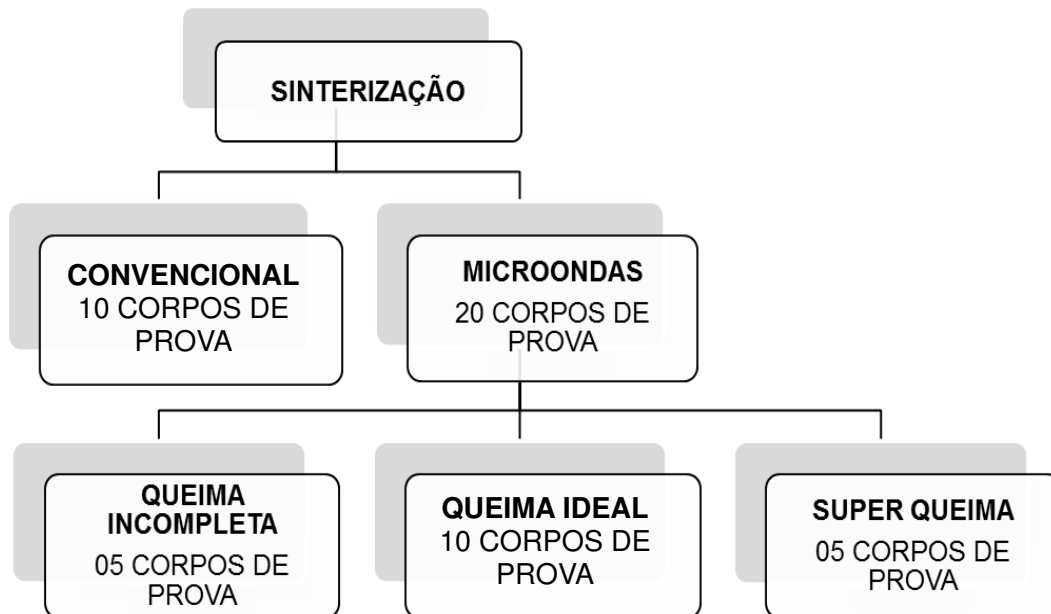 SINTERIZAÇÃO
CONVENCIONAL
10 CORPOS DE
PROVA
MICROONDAS
20 CORPOS DE
PROVA
QUEIMA
INCOMPLETA
05 CORPOS DE
PROVA
QUEIMA IDEAL
10 CORPOS DE
PROVA
SUPER QUEIMA
05 CORPOS DE
PROVA